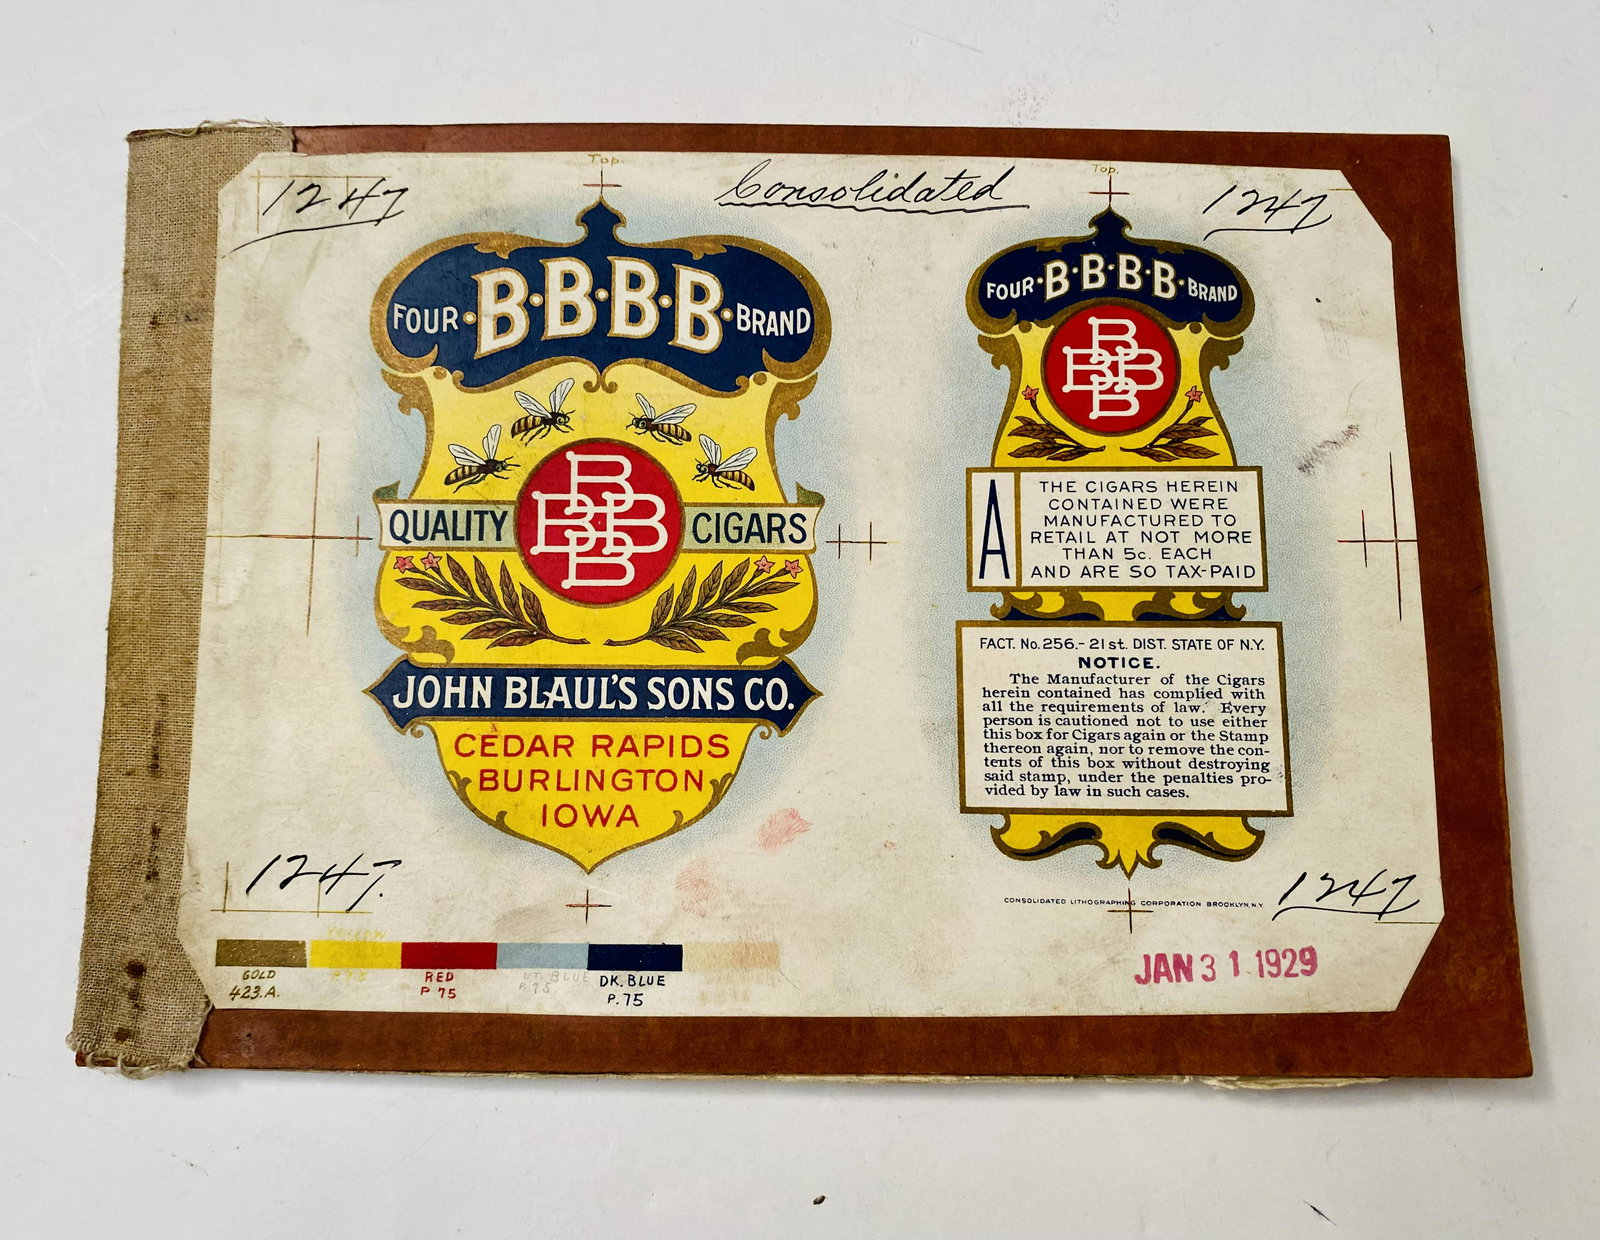 1247
Top.
Consolidated
Top.
1247
FOUR·B·B·B·B·BRAND
BBBB
QUALITY CIGARS
JOHN BLAUL'S SONS CO.
CEDAR RAPIDS
BURLINGTON
IOWA
1247.
YELLOW
P 75
GOLD
423.A.
RED
P 75
LT. BLUE
P 75.
DK. BLUE
P. 75
FOUR·B·B·B·B·BRAND
BBBB
A
THE CIGARS HEREIN
CONTAINED WERE
MANUFACTURED TO
RETAIL AT NOT MORE
THAN 5c. EACH
AND ARE SO TAX-PAID
FACT. No. 256.- 21st. DIST. STATE OF N.Y.
NOTICE.
The Manufacturer of the Cigars
herein contained has complied with
all the requirements of law. Every
person is cautioned not to use either
this box for Cigars again or the Stamp
thereon again, nor to remove the con-
tents of this box without destroying
said stamp, under the penalties pro-
vided by law in such cases.
CONSOLIDATED LITHOGRAPHING CORPORATION BROOKLYN, N.Y.
1247
JAN 31 1929